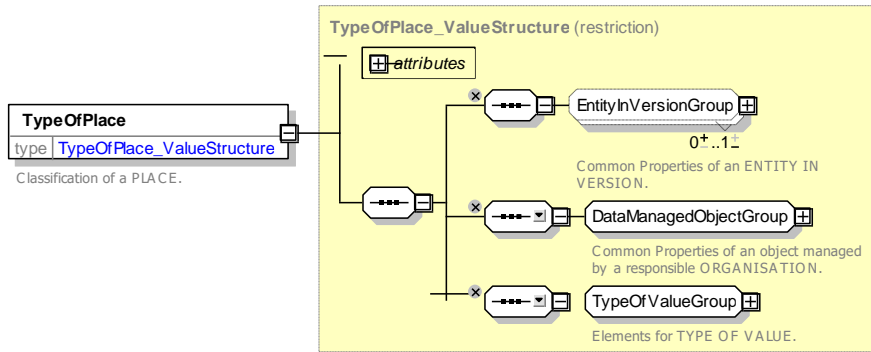 TypeOfPlace_ValueStructure (restriction)
attributes
EntityInVersionGroup
0..1
Common Properties of an ENTITY IN
VERSION.
TypeOfPlace
type TypeOfPlace_ValueStructure
Classification of a PLACE.
DataManagedObjectGroup
Common Properties of an object managed
by a responsible ORGANISATION.
TypeOfValueGroup
Elements for TYPE OF VALUE.